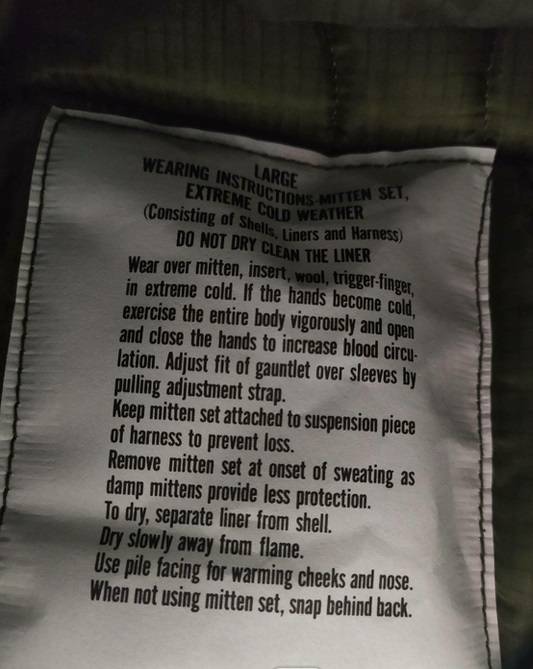 LARGE
WEARING INSTRUCTIONS-MITTEN SET,
EXTREME COLD WEATHER
(Consisting of Shells, Liners and Harness)
DO NOT DRY CLEAN THE LINER
Wear over mitten, insert, wool, trigger-finger,
in extreme cold. If the hands become cold,
exercise the entire body vigorously and open
and close the hands to increase blood circu-
lation. Adjust fit of gauntlet over sleeves by
pulling adjustment strap.
Keep mitten set attached to suspension piece
of harness to prevent loss.
Remove mitten set at onset of sweating as
damp mittens provide less protection.
To dry, separate liner from shell.
Dry slowly away from flame.
Use pile facing for warming cheeks and nose.
When not using mitten set, snap behind back.